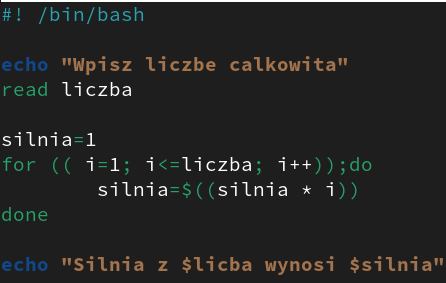 #! /bin/bash
echo "Wpisz liczbe calkowita"
read liczba
silnia=1
for (( i=1; i<=liczba; i++));do
silnia=$((silnia * i))
done
echo "Silnia z $licba wynosi $silnia"